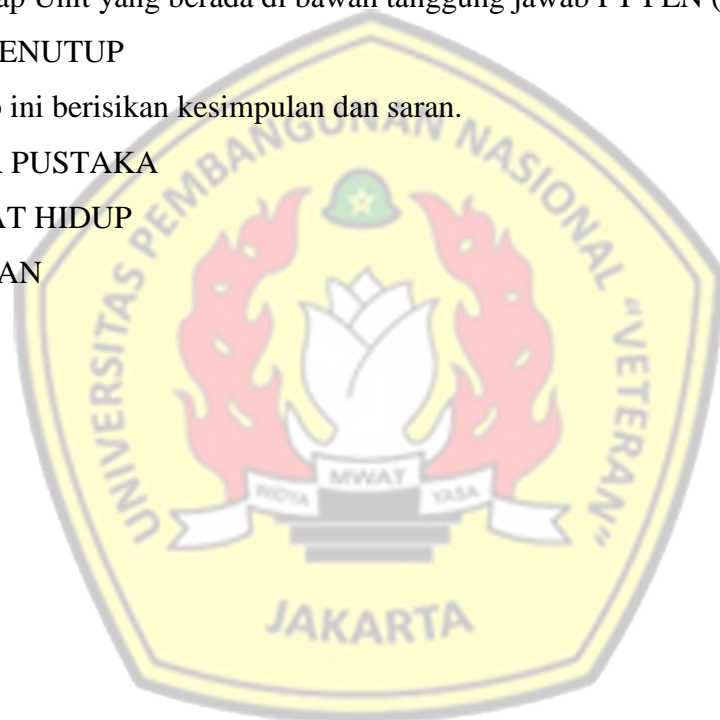 ap Unit yang berada di bawah tanggung jawab PT PLN (
ENUTUP
ini berisikan kesimpulan dan saran.
PUSTAKA
AT HIDUP
AN
UNIVERSITAS PEMBANGUNAN NASIONAL "VETERAN"
WIDYA MWAT YASA
JAKARTA